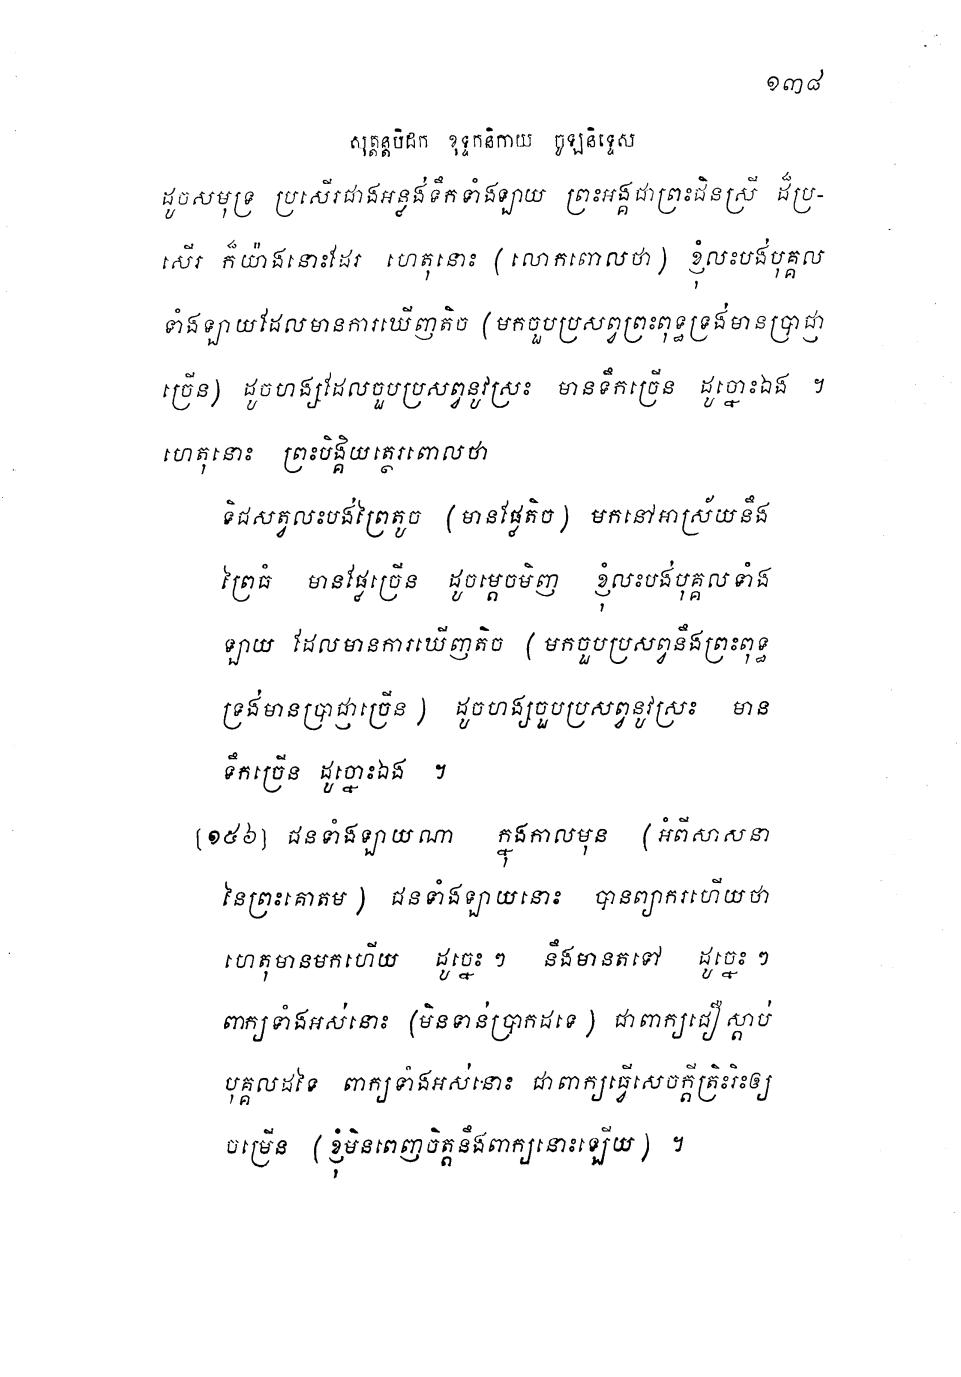 ១៣៨
សុត្តន្តបិដក ខុទ្ទកនិកាយ ចូឡនិទ្ទេស
ដូចសមុទ្រ ប្រសើរជាងអន្លង់ទឹកទាំងឡាយ ព្រះអង្គជាព្រះជិនស្រី ដ៏ប្រ-
សើរ ក៏យ៉ាងនោះដែរ ហេតុនោះ (លោកពោលថា) ខ្ញុំលះបង់បុគ្គល
ទាំងឡាយដែលមានការឃើញតិច (មកចួបប្រសព្វព្រះពុទ្ធទ្រង់មានប្រាជ្ញា
ច្រើន) ដូចហង្សដែលចួបប្រសព្វនូវស្រះ មានទឹកច្រើន ដូច្នោះឯង ។
ហេតុនោះ ព្រះបិង្គិយត្ថេរពោលថា
ទិជសត្វលះបង់ព្រៃតូច (មានផ្លែតិច) មកនៅអាស្រ័យនឹង
ព្រៃធំ មានផ្លែច្រើន ដូចម្ដេចមិញ ខ្ញុំលះបង់បុគ្គលទាំង
ឡាយ ដែលមានការឃើញតិច (មកចួបប្រសព្វនឹងព្រះពុទ្ធ
ទ្រង់មានប្រាជ្ញាច្រើន) ដូចហង្សចួបប្រសព្វនូវស្រះ មាន
ទឹកច្រើន ដូច្នោះឯង ។
[១៥៦] ជនទាំងឡាយណា ក្នុងកាលមុន (អំពីសាសនា
នៃព្រះគោតម) ជនទាំងឡាយនោះ បានព្យាករហើយថា
ហេតុមានមកហើយ ដូច្នេះៗ នឹងមានតទៅ ដូច្នេះៗ
ពាក្យទាំងអស់នោះ (មិនទាន់ប្រាកដទេ) ជាពាក្យជឿស្ដាប់
បុគ្គលដទៃ ពាក្យទាំងអស់នោះ ជាពាក្យធ្វើសេចក្ដីត្រិះរិះឲ្យ
ចម្រើន (ខ្ញុំមិនពេញចិត្តនឹងពាក្យនោះឡើយ) ។